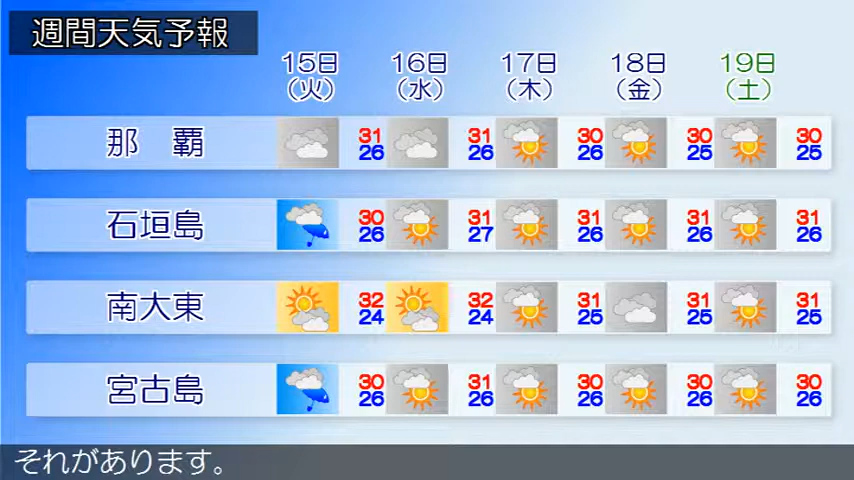 週間天気予報
15日 16日 17日 18日 19日
(火) (水) (木) (金) (土)
那 覇 31 26 31 26 30 26 30 25 30 25
石垣島 30 26 31 27 31 26 31 26 31 26
南大東 32 24 32 24 31 25 31 25 31 25
宮古島 30 26 31 26 30 26 30 26 30 26
それがあります。